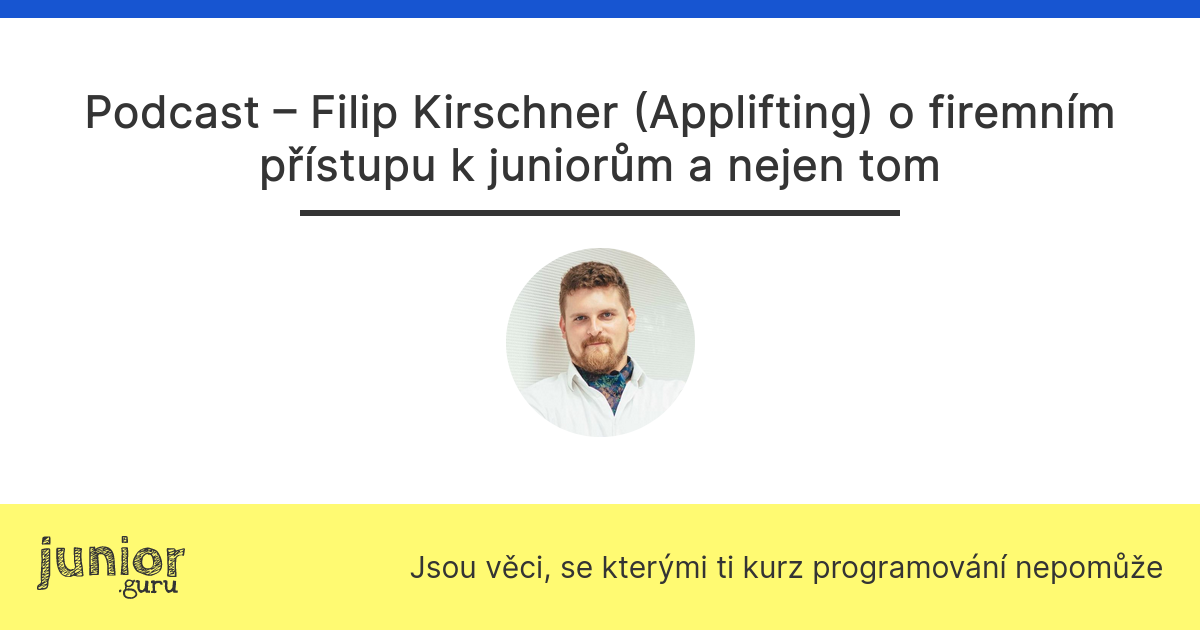 Podcast – Filip Kirschner (Applifting) o firemním
přístupu k juniorům a nejen tom
junior
.guru
Jsou věci, se kterými ti kurz programování nepomůže